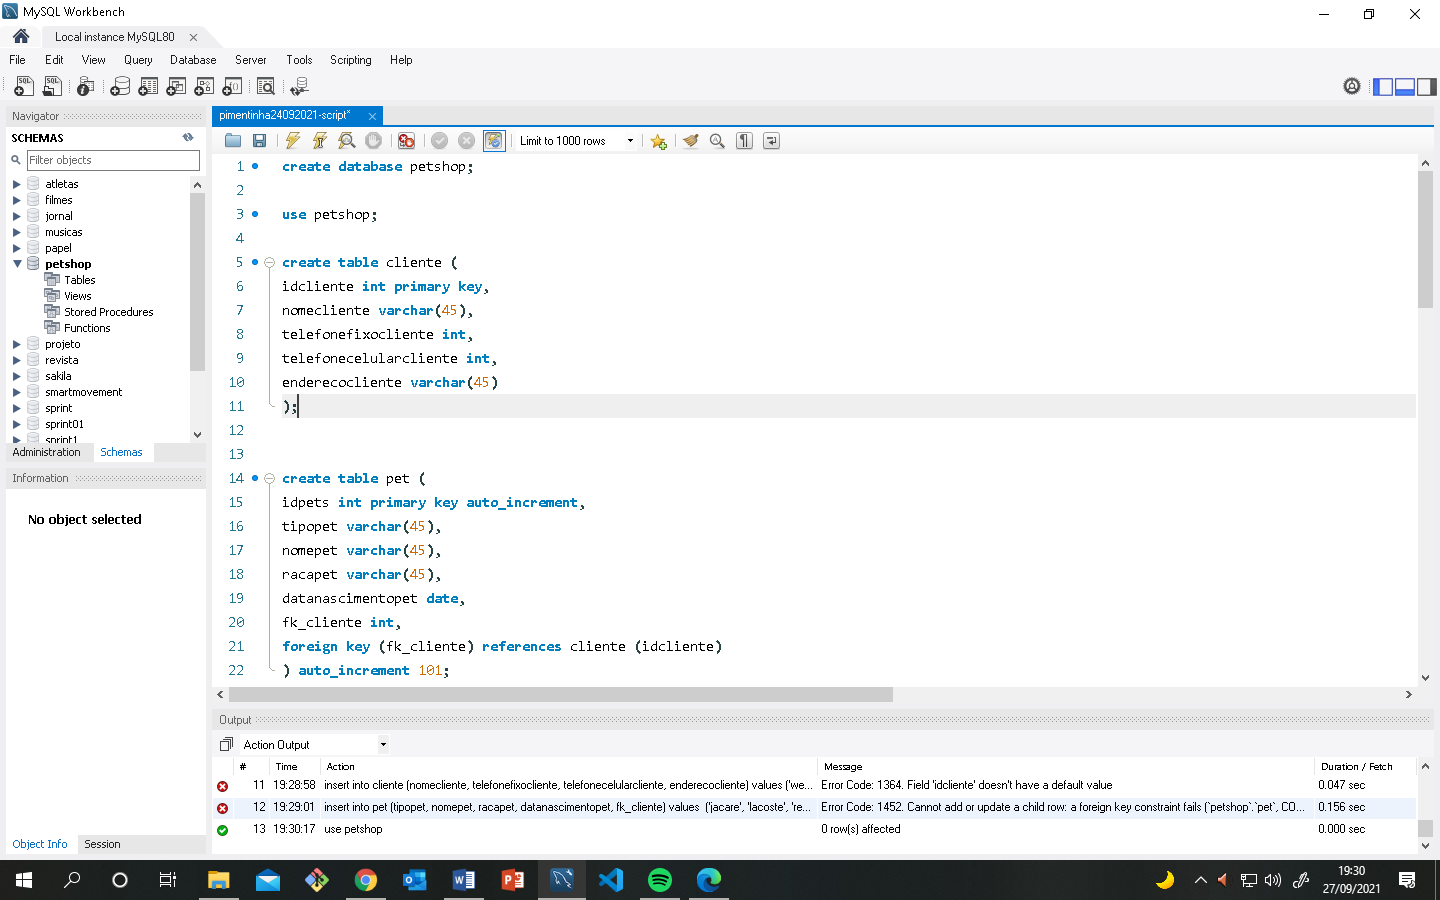 MySQL Workbench
Local instance MySQL80
File Edit View Query Database Server Tools Scripting Help
Navigator
SCHEMAS
Filter objects
atletas
filmes
jornal
musicas
papel
petshop
Tables
Views
Stored Procedures
Functions
projeto
revista
sakila
smartmovement
sprint
sprint01
sprint1
Administration Schemas
Information
No object selected
Object Info Session
pimentinha24092021-script*
Limit to 1000 rows
1 create database petshop;
2
3 use petshop;
4
5 create table cliente (
6 idcliente int primary key,
7 nomecliente varchar(45),
8 telefonefixocliente int,
9 telefonecelularcliente int,
10 enderecocliente varchar(45)
11 );
12
13
14 create table pet (
15 idpets int primary key auto_increment,
16 tipopet varchar(45),
17 nomepet varchar(45),
18 racapet varchar(45),
19 datanascimentopet date,
20 fk_cliente int,
21 foreign key (fk_cliente) references cliente (idcliente)
22 ) auto_increment 101;
Output
Action Output
# Time Action Message Duration / Fetch
11 19:28:58 insert into cliente (nomecliente, telefonefixocliente, telefonecelularcliente, enderecocliente) values ('we... Error Code: 1364. Field 'idcliente' doesn't have a default value 0.047 sec
12 19:29:01 insert into pet (tipopet, nomepet, racapet, datanascimentopet, fk_cliente) values ('jacare', 'lacoste', 're... Error Code: 1452. Cannot add or update a child row: a foreign key constraint fails (`petshop`.`pet`, CO... 0.156 sec
13 19:30:17 use petshop 0 row(s) affected 0.000 sec
19:30
27/09/2021